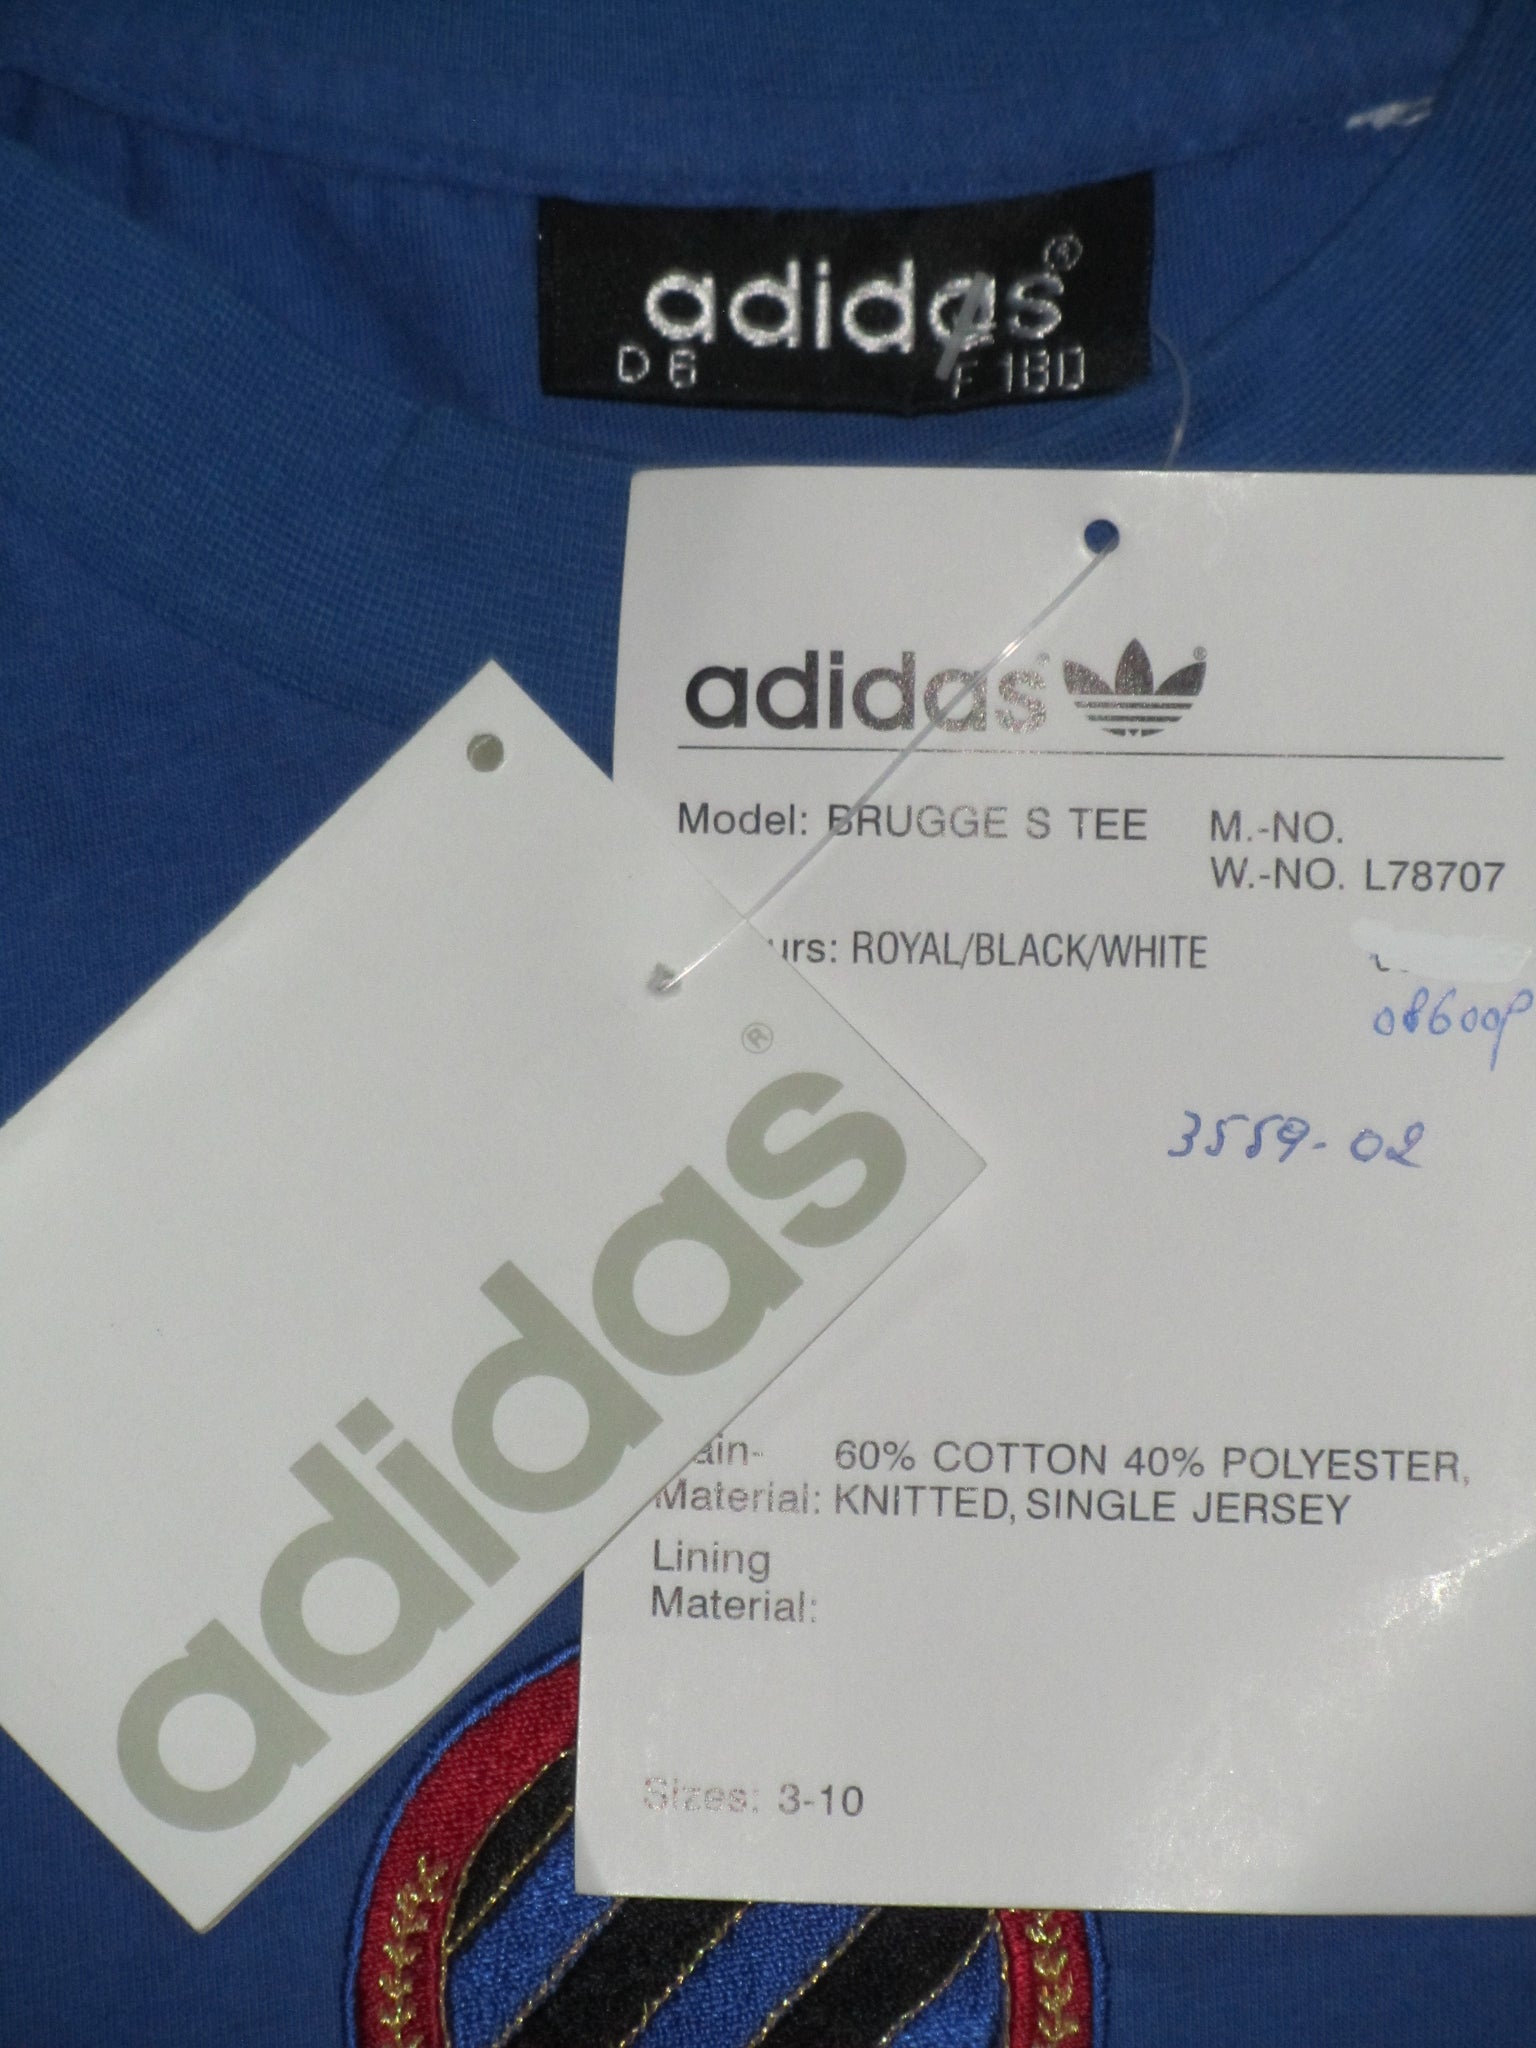 adidas®
D 6 F 180
adidas® ®
Model: BRUGGE S TEE M.-NO.
W.-NO. L78707
urs: ROYAL/BLACK/WHITE
3559-02
®
adidas
ain- 60% COTTON 40% POLYESTER,
Material: KNITTED, SINGLE JERSEY
Lining
Material:
Sizes: 3-10